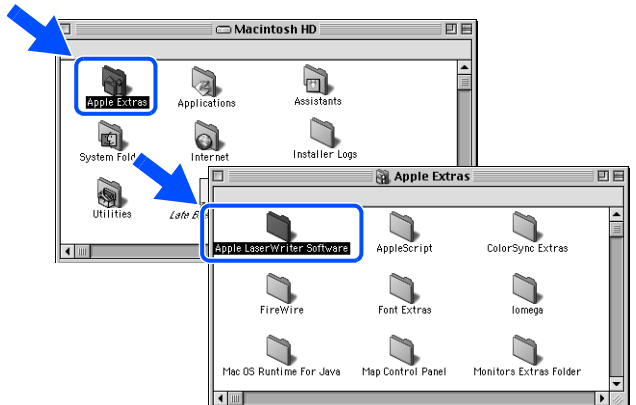 Macintosh HD
Apple Extras
Applications
Assistants
System Fold
Internet
Installer Logs
Utilities
Apple Extras
Apple LaserWriter Software
AppleScript
ColorSync Extras
FireWire
Font Extras
Iomega
Mac OS Runtime For Java
Map Control Panel
Monitors Extras Folder